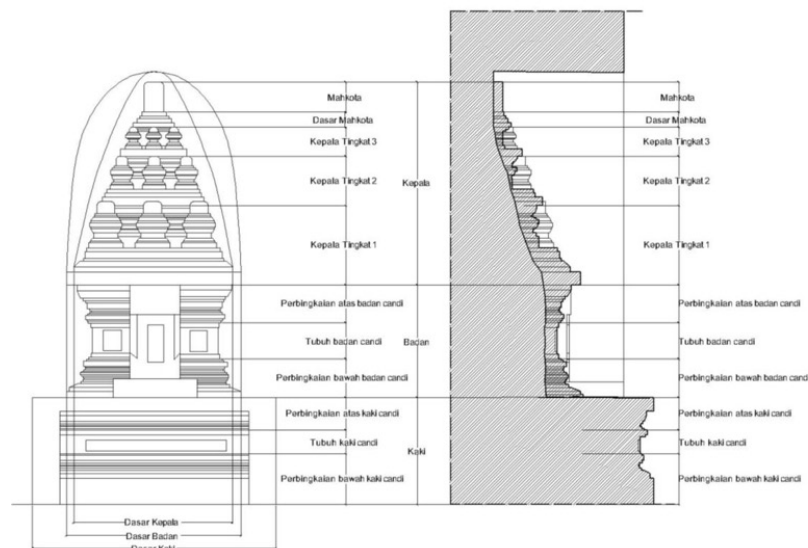 Mahkota
Dasar Mahkota
Kepala Tingkat 3
Kepala Tingkat 2
Kepala Tingkat 1
Perbingkaian atas badan candi
Tubuh badan candi
Perbingkaian bawah badan candi
Perbingkaian atas kaki candi
Tubuh kaki candi
Perbingkaian bawah kaki candi
Kepala
Badan
Kaki
Mahkota
Dasar Mahkota
Kepala Tingkat 3
Kepala Tingkat 2
Kepala Tingkat 1
Perbingkaian atas badan candi
Tubuh badan candi
Perbingkaian bawah badan candi
Perbingkaian atas kaki candi
Tubuh kaki candi
Perbingkaian bawah kaki candi
Dasar Kepala
Dasar Badan
Dasar Kaki